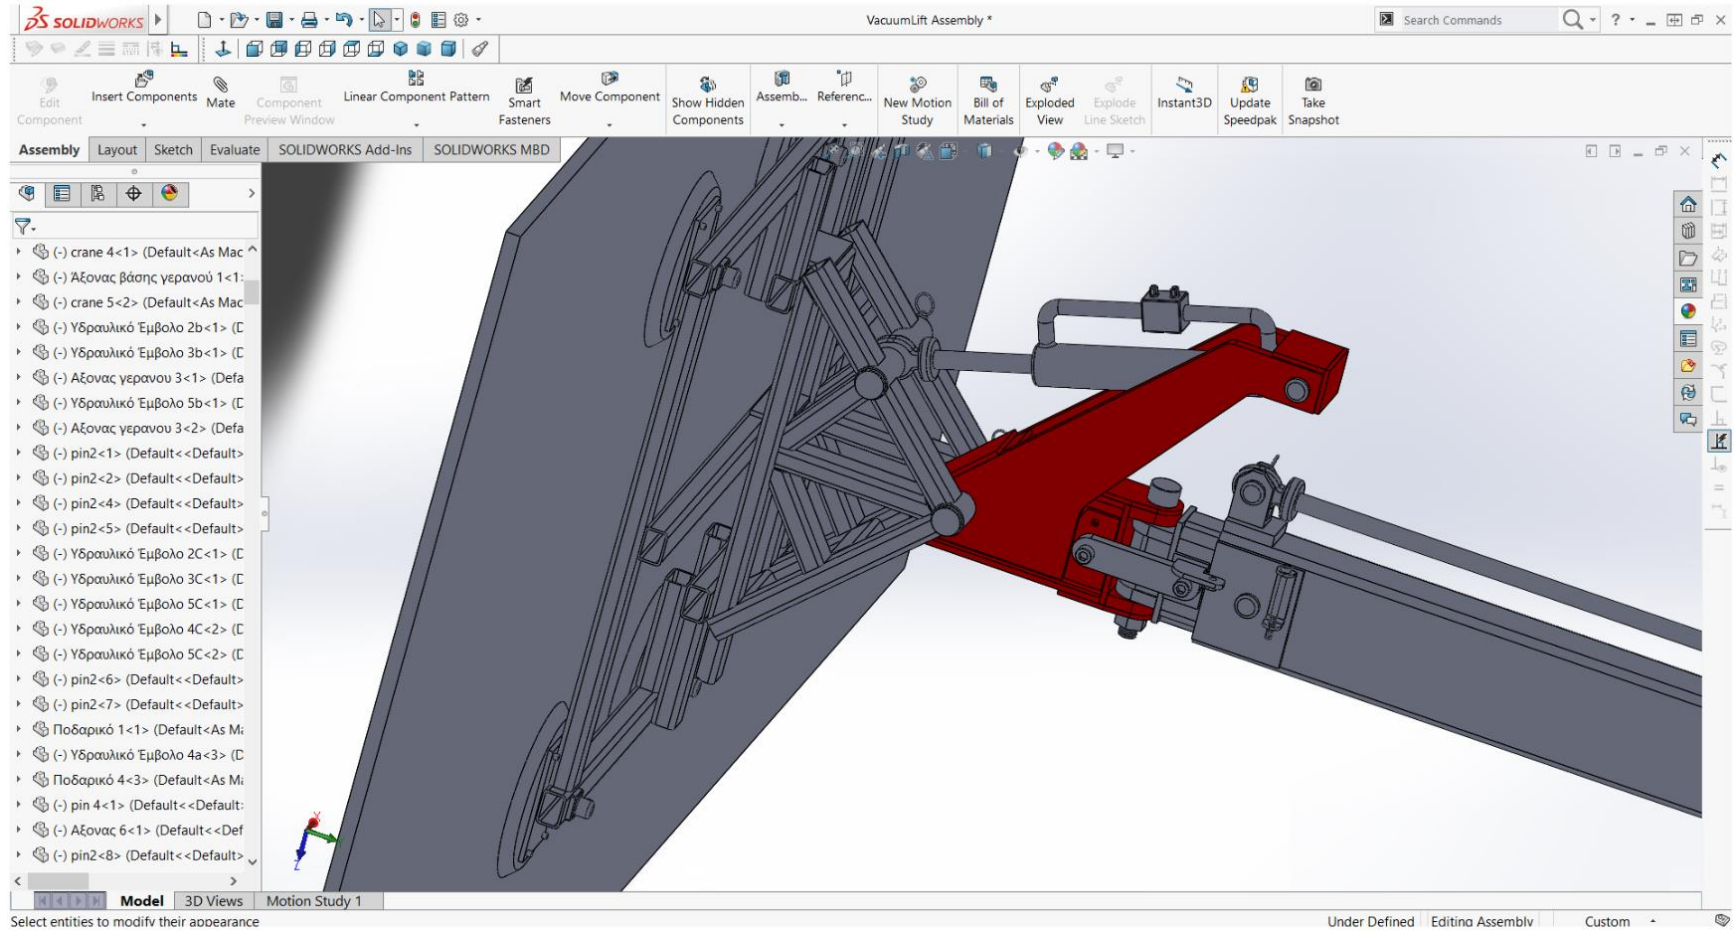 SOLIDWORKS
VacuumLift Assembly *
Search Commands
?
Edit
Component
Insert Components
Mate
Component
Preview Window
Linear Component Pattern
Smart
Fasteners
Move Component
Show Hidden
Components
Assemb...
Referenc...
New Motion
Study
Bill of
Materials
Exploded
View
Explode
Line Sketch
Instant3D
Update
Speedpak
Take
Snapshot
Assembly Layout Sketch Evaluate SOLIDWORKS Add-Ins SOLIDWORKS MBD
(-) crane 4<1> (Default<As Mac
(-) Άξονας βάσης γερανού 1<1>
(-) crane 5<2> (Default<As Mac
(-) Υδραυλικό Έμβολο 2b<1> (D
(-) Υδραυλικό Έμβολο 3b<1> (D
(-) Αξονας γερανου 3<1> (Defa
(-) Υδραυλικό Έμβολο 5b<1> (D
(-) Αξονας γερανου 3<2> (Defa
(-) pin2<1> (Default<<Default>
(-) pin2<2> (Default<<Default>
(-) pin2<4> (Default<<Default>
(-) pin2<5> (Default<<Default>
(-) Υδραυλικό Έμβολο 2C<1> (D
(-) Υδραυλικό Έμβολο 3C<1> (D
(-) Υδραυλικό Έμβολο 5C<1> (D
(-) Υδραυλικό Έμβολο 4C<2> (D
(-) Υδραυλικό Έμβολο 5C<2> (D
(-) pin2<6> (Default<<Default>
(-) pin2<7> (Default<<Default>
Ποδαρικό 1<1> (Default<As Ma
(-) Υδραυλικό Έμβολο 4a<3> (D
Ποδαρικό 4<3> (Default<As Ma
(-) pin 4<1> (Default<<Default>
(-) Αξονας 6<1> (Default<<Def
(-) pin2<8> (Default<<Default>
X
Z
Model 3D Views Motion Study 1
Select entities to modify their appearance
Under Defined Editing Assembly Custom